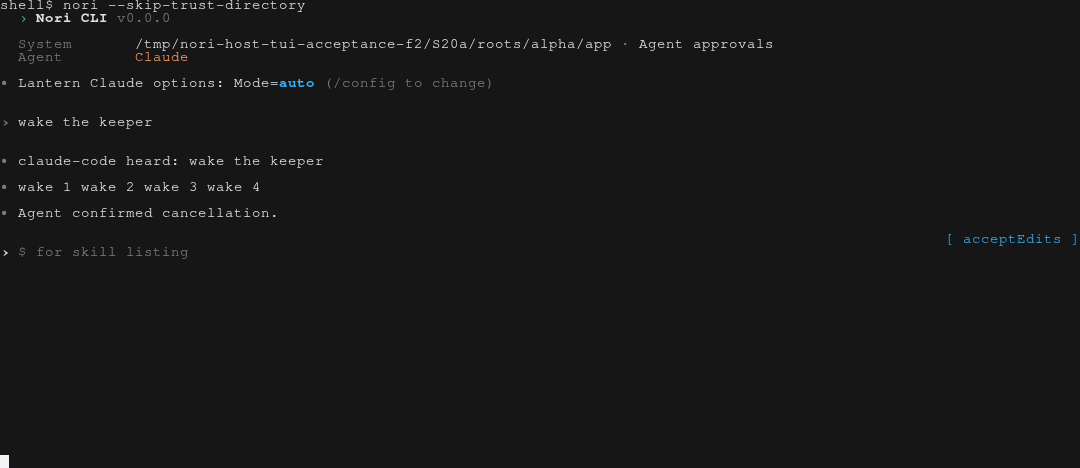 shell$ nori --skip-trust-directory
› Nori CLI v0.0.0
System /tmp/nori-host-tui-acceptance-f2/S20a/roots/alpha/app · Agent approvals
Agent Claude
• Lantern Claude options: Mode=auto (/config to change)
› wake the keeper
• claude-code heard: wake the keeper
• wake 1 wake 2 wake 3 wake 4
• Agent confirmed cancellation.
[ acceptEdits ]
› $ for skill listing